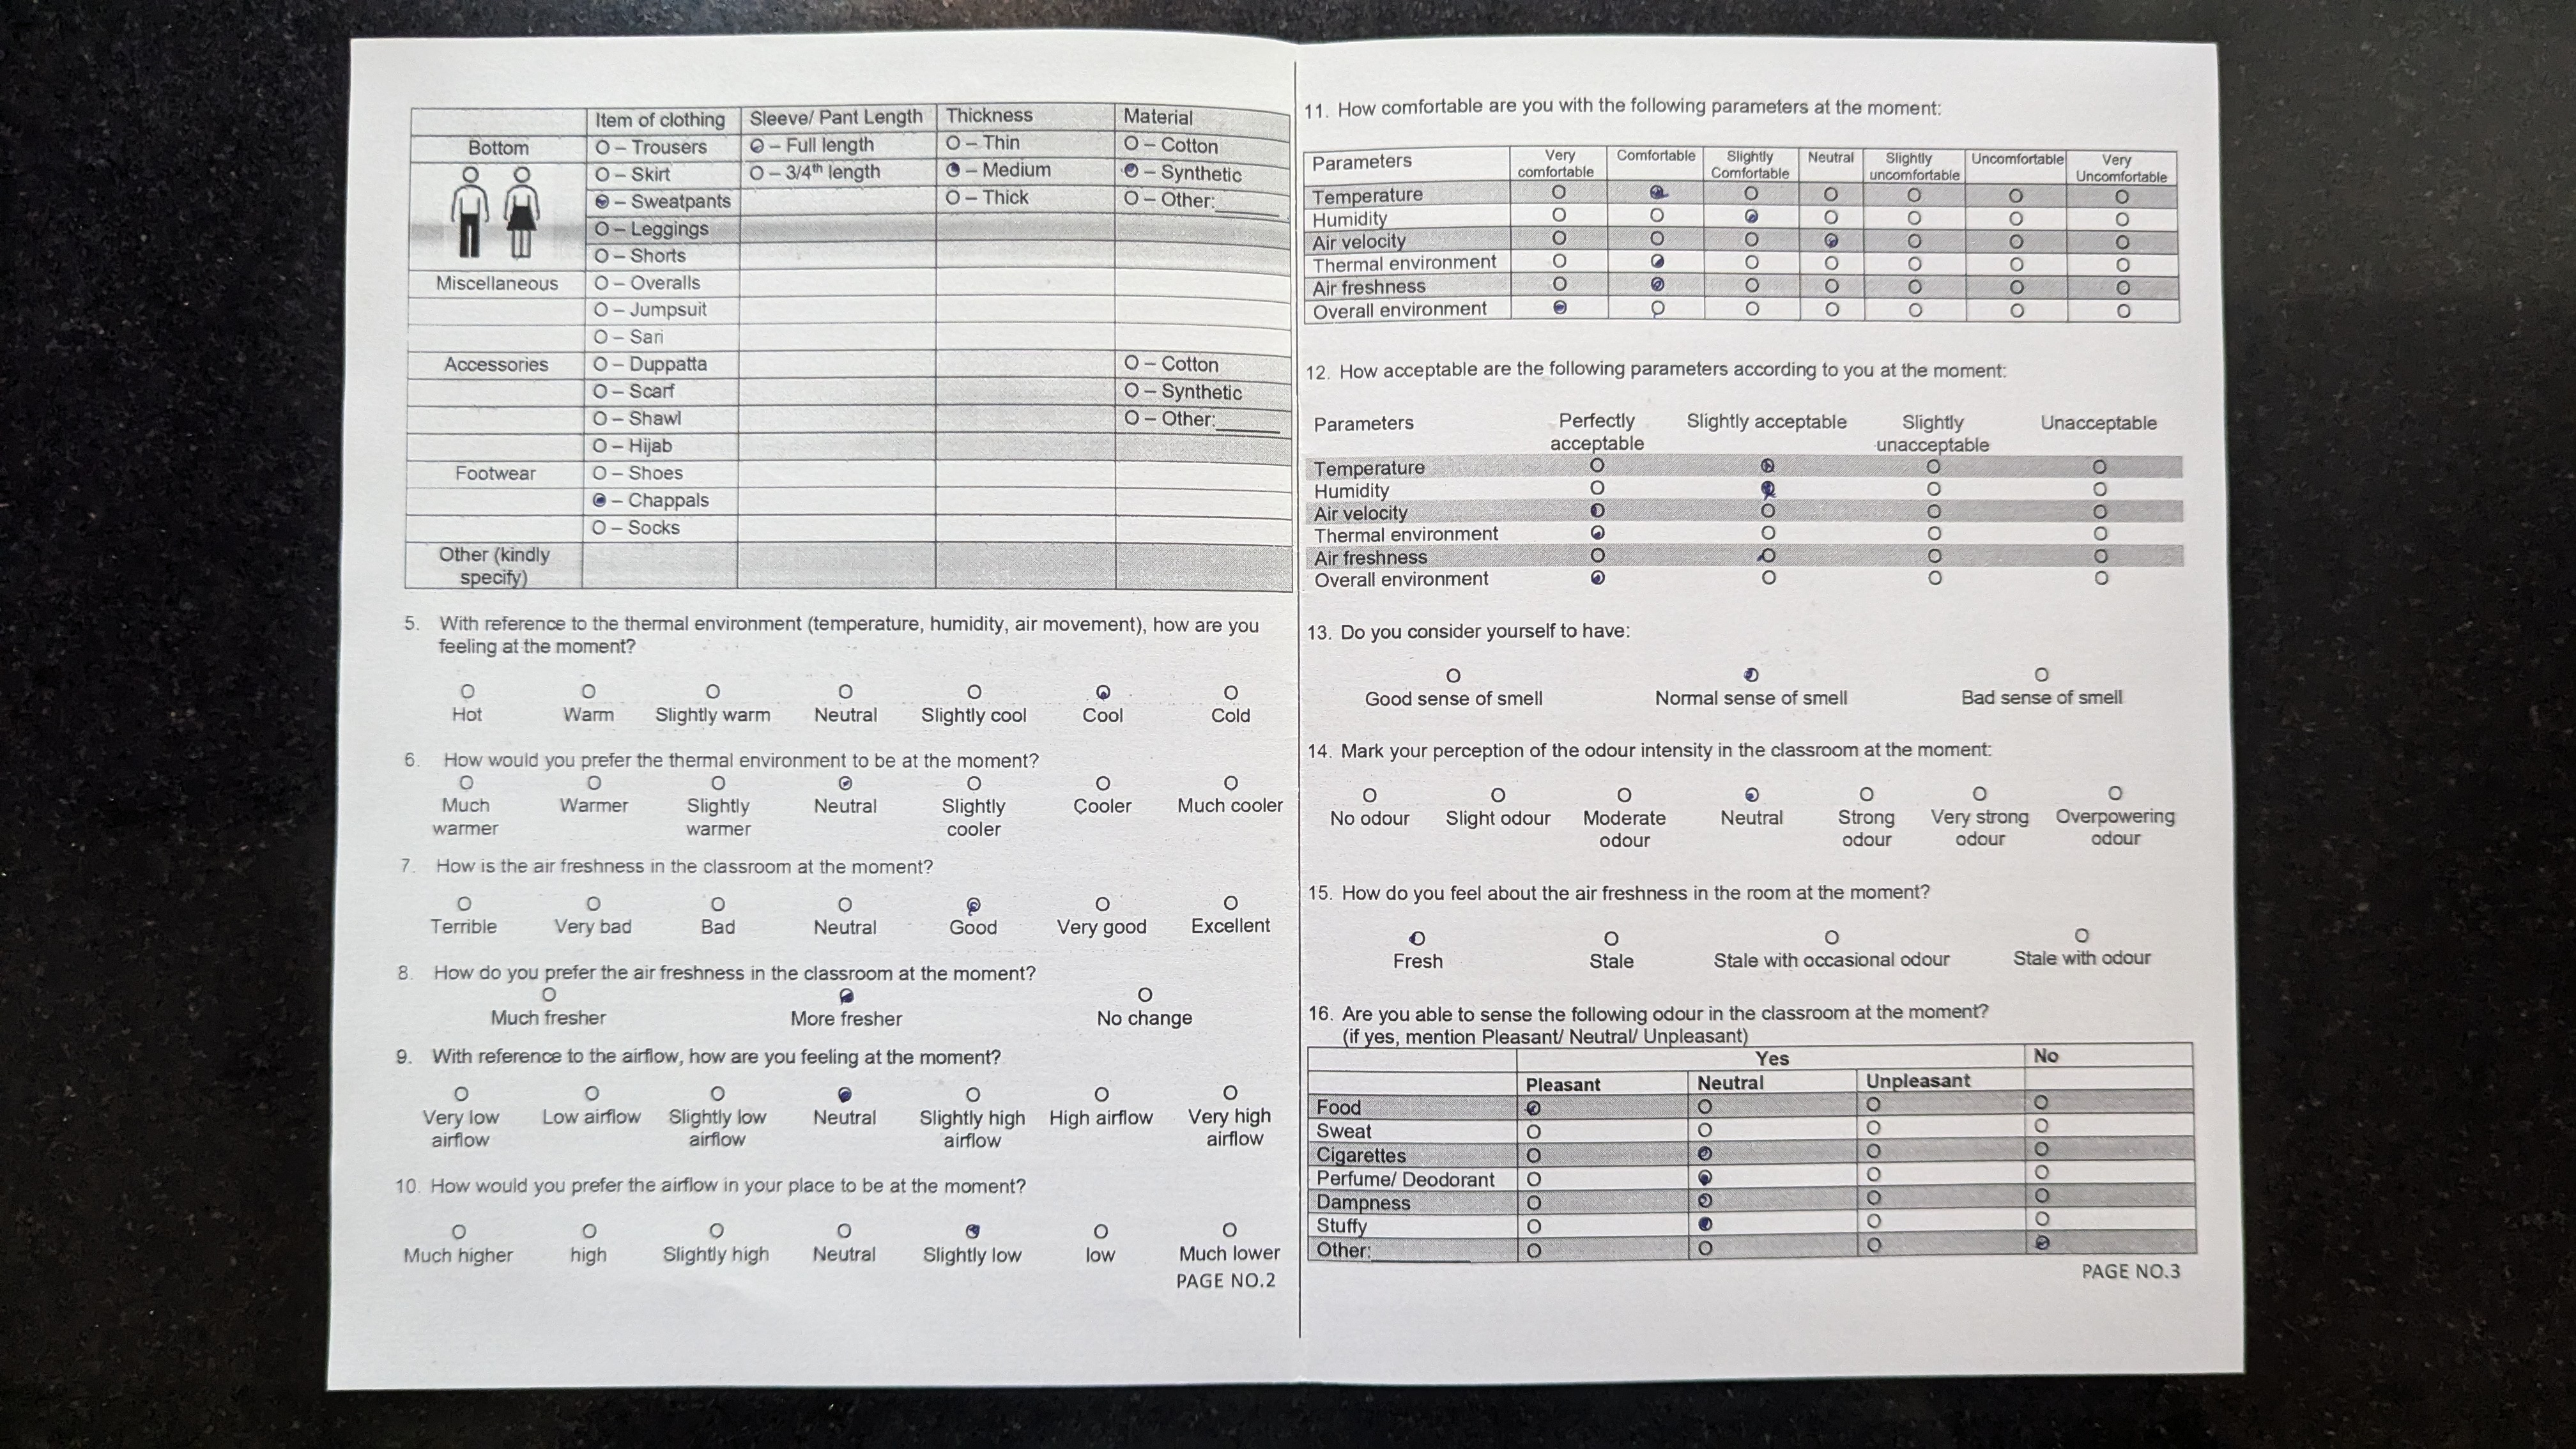 Item of clothing Sleeve/ Pant Length Thickness Material
Bottom O – Trousers O – Full length O – Thin O – Cotton
O – Skirt O – 3/4th length O – Medium O – Synthetic
O – Sweatpants O – Thick O – Other:______
O – Leggings
O – Shorts
Miscellaneous O – Overalls
O – Jumpsuit
O – Sari
Accessories O – Duppatta O – Cotton
O – Scarf O – Synthetic
O – Shawl O – Other:______
O – Hijab
Footwear O – Shoes
O – Chappals
O – Socks
Other (kindly
specify)
5. With reference to the thermal environment (temperature, humidity, air movement), how are you
feeling at the moment?
O O O O O O O
Hot Warm Slightly warm Neutral Slightly cool Cool Cold
6. How would you prefer the thermal environment to be at the moment?
O O O O O O O
Much Warmer Slightly Neutral Slightly Cooler Much cooler
warmer warmer cooler
7. How is the air freshness in the classroom at the moment?
O O O O O O O
Terrible Very bad Bad Neutral Good Very good Excellent
8. How do you prefer the air freshness in the classroom at the moment?
O O O
Much fresher More fresher No change
9. With reference to the airflow, how are you feeling at the moment?
O O O O O O O
Very low Low airflow Slightly low Neutral Slightly high High airflow Very high
airflow airflow airflow airflow
10. How would you prefer the airflow in your place to be at the moment?
O O O O O O O
Much higher high Slightly high Neutral Slightly low low Much lower
PAGE NO.2
11. How comfortable are you with the following parameters at the moment:
Parameters Very Comfortable Slightly Neutral Slightly Uncomfortable Very
comfortable Comfortable uncomfortable Uncomfortable
Temperature O O O O O O O
Humidity O O O O O O O
Air velocity O O O O O O O
Thermal environment O O O O O O O
Air freshness O O O O O O O
Overall environment O O O O O O O
12. How acceptable are the following parameters according to you at the moment:
Parameters Perfectly Slightly acceptable Slightly Unacceptable
acceptable unacceptable
Temperature O O O O
Humidity O O O O
Air velocity O O O O
Thermal environment O O O O
Air freshness O O O O
Overall environment O O O O
13. Do you consider yourself to have:
O O O
Good sense of smell Normal sense of smell Bad sense of smell
14. Mark your perception of the odour intensity in the classroom at the moment:
O O O O O O O
No odour Slight odour Moderate Neutral Strong Very strong Overpowering
odour odour odour odour
15. How do you feel about the air freshness in the room at the moment?
O O O O
Fresh Stale Stale with occasional odour Stale with odour
16. Are you able to sense the following odour in the classroom at the moment?
(if yes, mention Pleasant/ Neutral/ Unpleasant)
Yes No
Pleasant Neutral Unpleasant
Food O O O O
Sweat O O O O
Cigarettes O O O O
Perfume/ Deodorant O O O O
Dampness O O O O
Stuffy O O O O
Other:__________ O O O O
PAGE NO.3